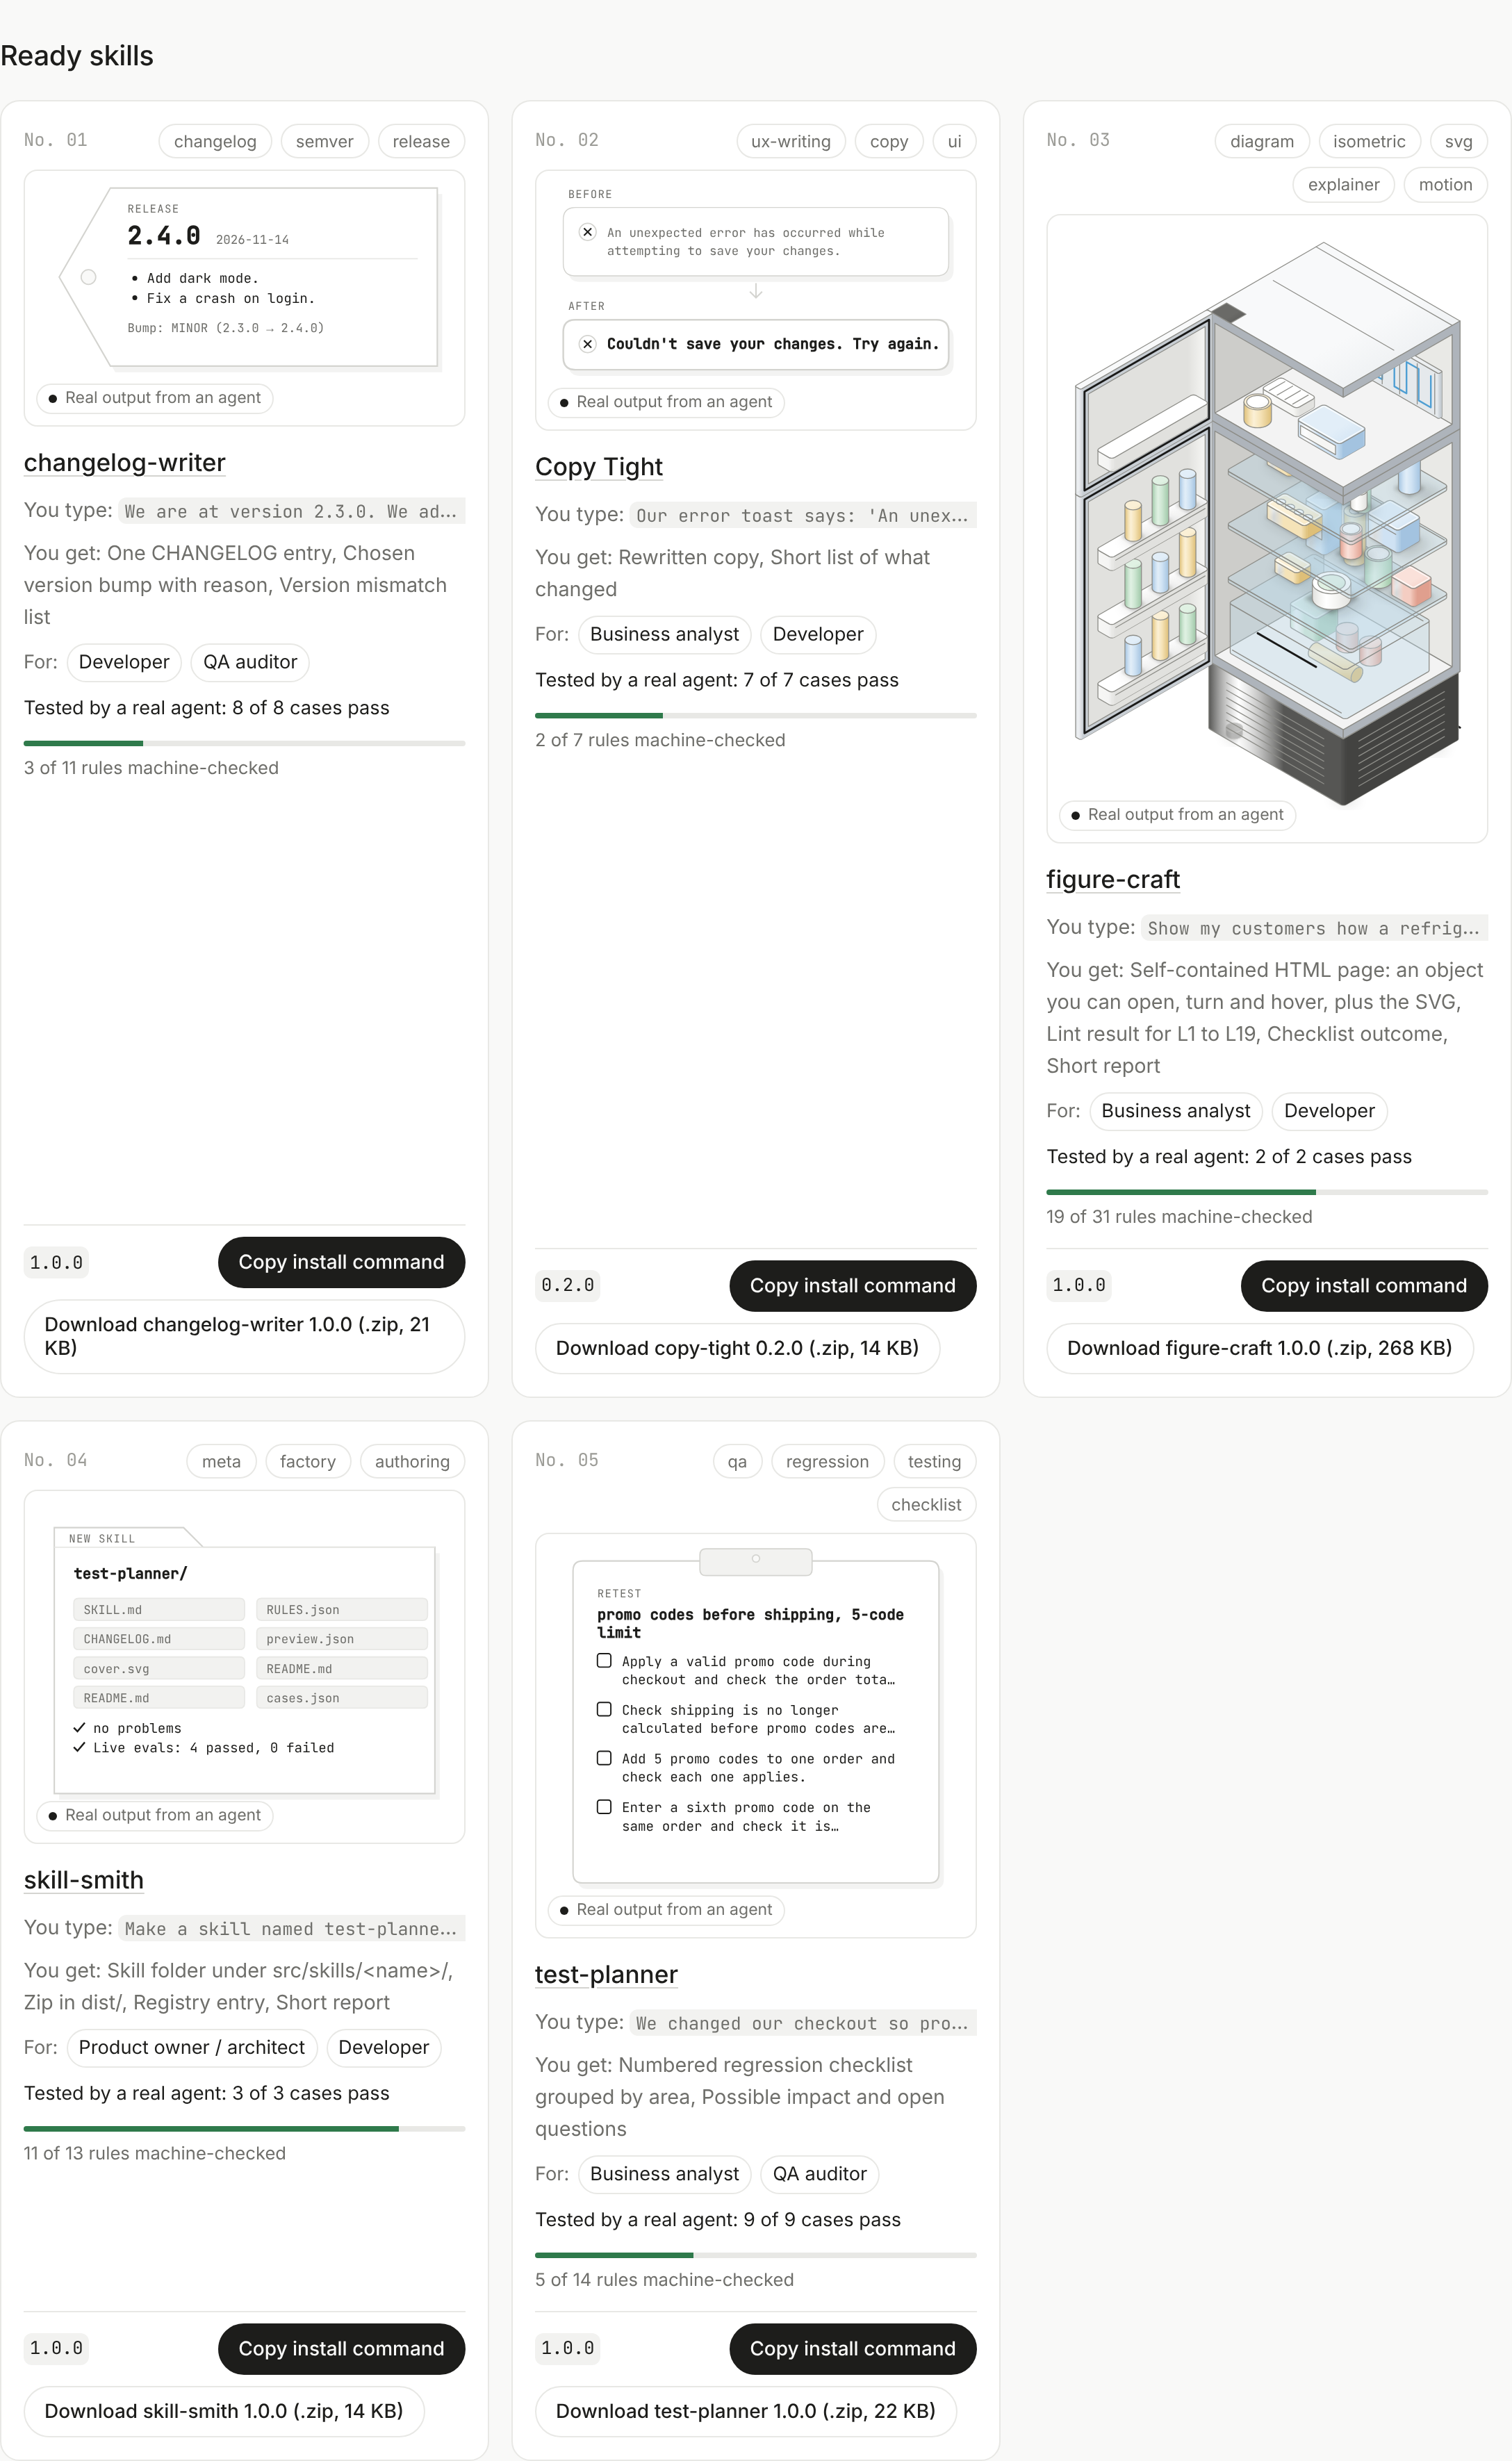 Ready skills
No. 01
changelog
semver
release
RELEASE
2.4.0 2026-11-14
• Add dark mode.
• Fix a crash on login.
Bump: MINOR (2.3.0 → 2.4.0)
Real output from an agent
changelog-writer
You type: We are at version 2.3.0. We ad…
You get: One CHANGELOG entry, Chosen
version bump with reason, Version mismatch
list
For: Developer QA auditor
Tested by a real agent: 8 of 8 cases pass
3 of 11 rules machine-checked
1.0.0
Copy install command
Download changelog-writer 1.0.0 (.zip, 21
KB)
No. 02
ux-writing
copy
ui
BEFORE
An unexpected error has occurred while
attempting to save your changes.
AFTER
Couldn't save your changes. Try again.
Real output from an agent
Copy Tight
You type: Our error toast says: 'An unex…
You get: Rewritten copy, Short list of what
changed
For: Business analyst Developer
Tested by a real agent: 7 of 7 cases pass
2 of 7 rules machine-checked
0.2.0
Copy install command
Download copy-tight 0.2.0 (.zip, 14 KB)
No. 03
diagram
isometric
svg
explainer
motion
Real output from an agent
figure-craft
You type: Show my customers how a refrig…
You get: Self-contained HTML page: an object
you can open, turn and hover, plus the SVG,
Lint result for L1 to L19, Checklist outcome,
Short report
For: Business analyst Developer
Tested by a real agent: 2 of 2 cases pass
19 of 31 rules machine-checked
1.0.0
Copy install command
Download figure-craft 1.0.0 (.zip, 268 KB)
No. 04
meta
factory
authoring
NEW SKILL
test-planner/
SKILL.md
RULES.json
CHANGELOG.md
preview.json
cover.svg
README.md
README.md
cases.json
no problems
Live evals: 4 passed, 0 failed
Real output from an agent
skill-smith
You type: Make a skill named test-planne…
You get: Skill folder under src/skills/<name>/,
Zip in dist/, Registry entry, Short report
For: Product owner / architect Developer
Tested by a real agent: 3 of 3 cases pass
11 of 13 rules machine-checked
1.0.0
Copy install command
Download skill-smith 1.0.0 (.zip, 14 KB)
No. 05
qa
regression
testing
checklist
RETEST
promo codes before shipping, 5-code
limit
Apply a valid promo code during
checkout and check the order tota…
Check shipping is no longer
calculated before promo codes are…
Add 5 promo codes to one order and
check each one applies.
Enter a sixth promo code on the
same order and check it is…
Real output from an agent
test-planner
You type: We changed our checkout so pro…
You get: Numbered regression checklist
grouped by area, Possible impact and open
questions
For: Business analyst QA auditor
Tested by a real agent: 9 of 9 cases pass
5 of 14 rules machine-checked
1.0.0
Copy install command
Download test-planner 1.0.0 (.zip, 22 KB)